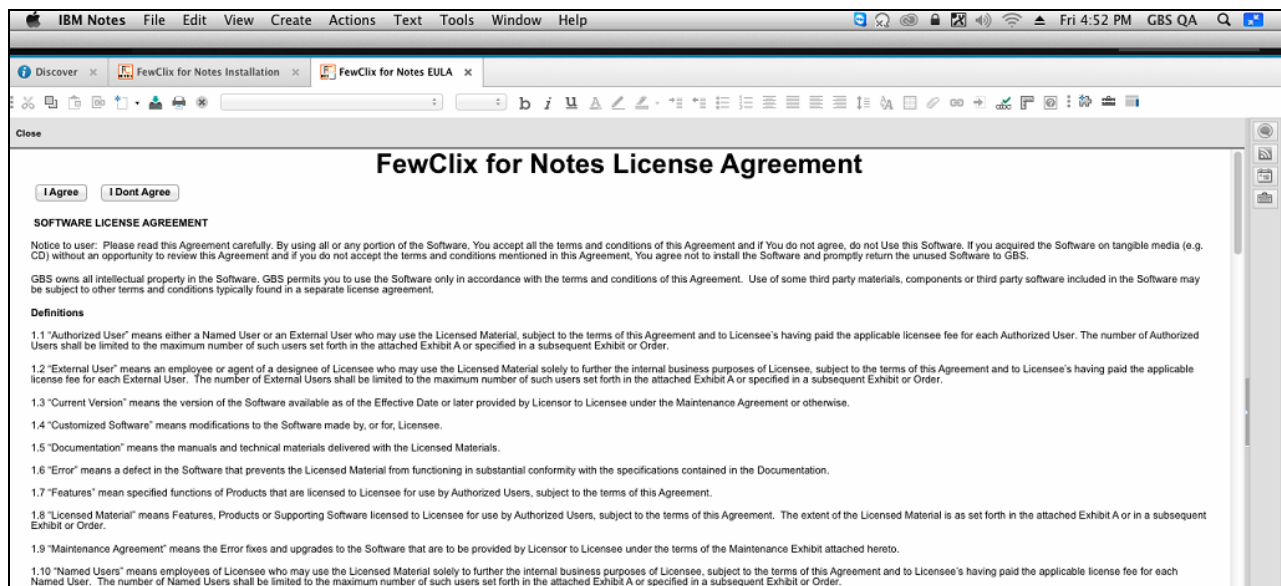 IBM Notes File Edit View Create Actions Text Tools Window Help Fri 4:52 PM GBS QA
Discover × FewClix for Notes Installation × FewClix for Notes EULA ×
b i U A
Close
FewClix for Notes License Agreement
I Agree I Dont Agree
SOFTWARE LICENSE AGREEMENT
Notice to user: Please read this Agreement carefully. By using all or any portion of the Software, You accept all the terms and conditions of this Agreement and if You do not agree, do not Use this Software. If you acquired the Software on tangible media (e.g.
CD) without an opportunity to review this Agreement and if you do not accept the terms and conditions mentioned in this Agreement, You agree not to install the Software and promptly return the unused Software to GBS.
GBS owns all intellectual property in the Software. GBS permits you to use the Software only in accordance with the terms and conditions of this Agreement. Use of some third party materials, components or third party software included in the Software may
be subject to other terms and conditions typically found in a separate license agreement.
Definitions
1.1 “Authorized User” means either a Named User or an External User who may use the Licensed Material, subject to the terms of this Agreement and to Licensee’s having paid the applicable licensee fee for each Authorized User. The number of Authorized
Users shall be limited to the maximum number of such users set forth in the attached Exhibit A or specified in a subsequent Exhibit or Order.
1.2 “External User” means an employee or agent of a designee of Licensee who may use the Licensed Material solely to further the internal business purposes of Licensee, subject to the terms of this Agreement and to Licensee’s having paid the applicable
license fee for each External User. The number of External Users shall be limited to the maximum number of such users set forth in the attached Exhibit A or specified in a subsequent Exhibit or Order.
1.3 “Current Version” means the version of the Software available as of the Effective Date or later provided by Licensor to Licensee under the Maintenance Agreement or otherwise.
1.4 “Customized Software” means modifications to the Software made by, or for, Licensee.
1.5 “Documentation” means the manuals and technical materials delivered with the Licensed Materials.
1.6 “Error” means a defect in the Software that prevents the Licensed Material from functioning in substantial conformity with the specifications contained in the Documentation.
1.7 “Features” mean specified functions of Products that are licensed to Licensee for use by Authorized Users, subject to the terms of this Agreement.
1.8 “Licensed Material” means Features, Products or Supporting Software licensed to Licensee for use by Authorized Users, subject to the terms of this Agreement. The extent of the Licensed Material is as set forth in the attached Exhibit A or in a subsequent
Exhibit or Order.
1.9 “Maintenance Agreement” means the Error fixes and upgrades to the Software that are to be provided by Licensor to Licensee under the terms of the Maintenance Exhibit attached hereto.
1.10 “Named Users” means employees of Licensee who may use the Licensed Material solely to further the internal business purposes of Licensee, subject to the terms of this Agreement and to Licensee’s having paid the applicable license fee for each
Named User. The number of Named Users shall be limited to the maximum number of such users set forth in the attached Exhibit A or specified in a subsequent Exhibit or Order.